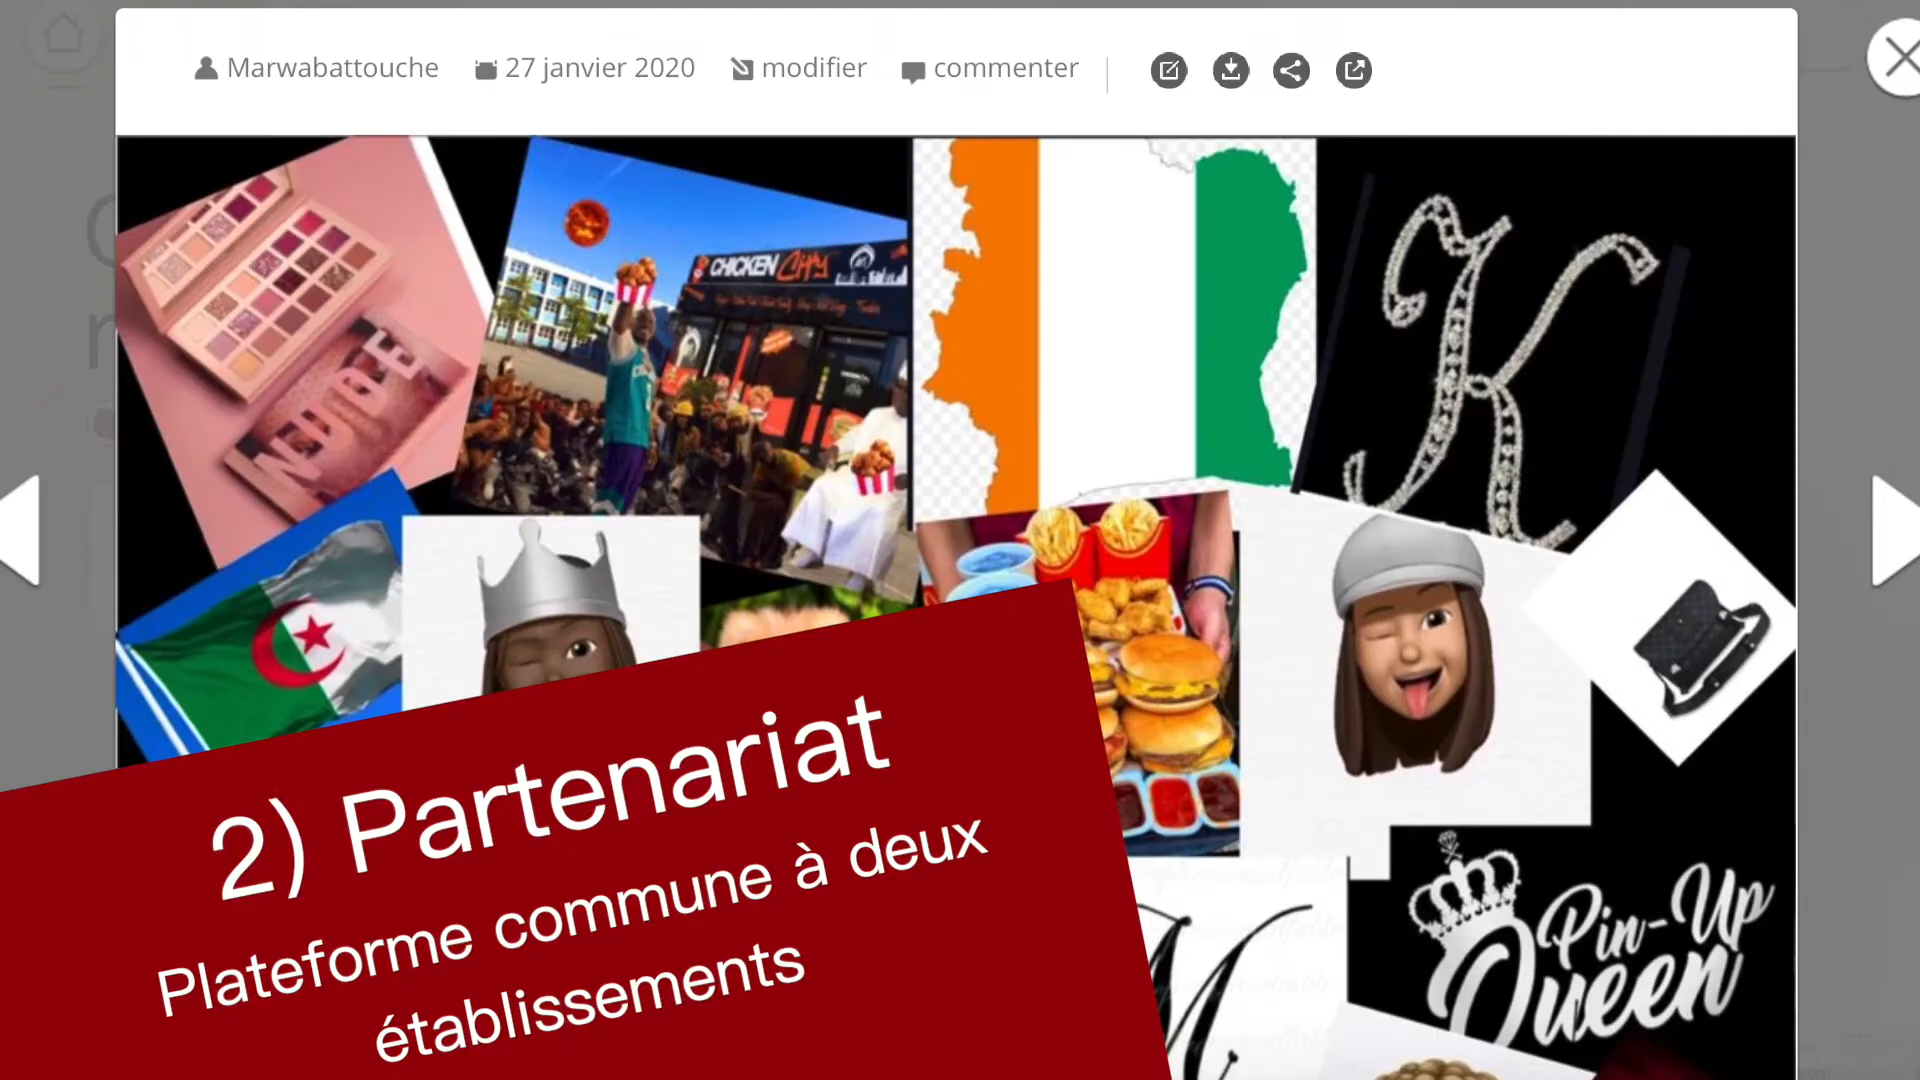 Marwabattouche 27 janvier 2020 modifier commenter
CHICKEN City
NUDE
K
2) Partenariat
Plateforme commune à deux
établissements
M
Pin-Up
Queen